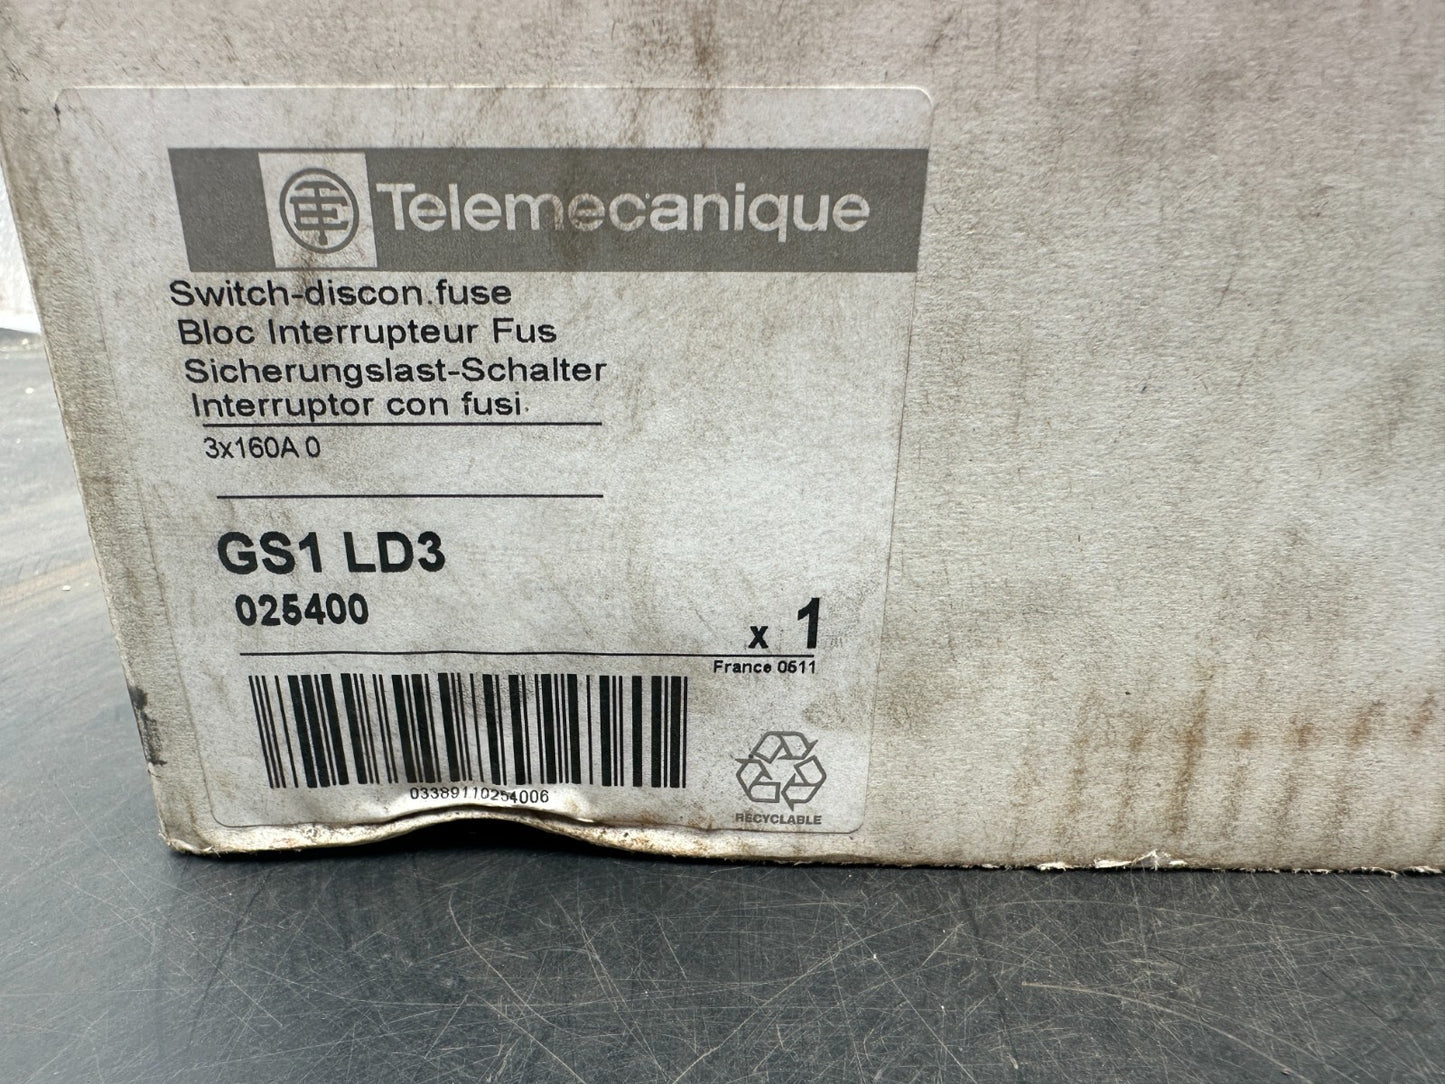 Telemecanique
Switch-discon.fuse
Bloc Interrupteur Fus
Sicherungslast-Schalter
Interruptor con fusi.
3x160A 0
GS1 LD3
025400
x 1
France 0511
03389110254006
RECYCLABLE